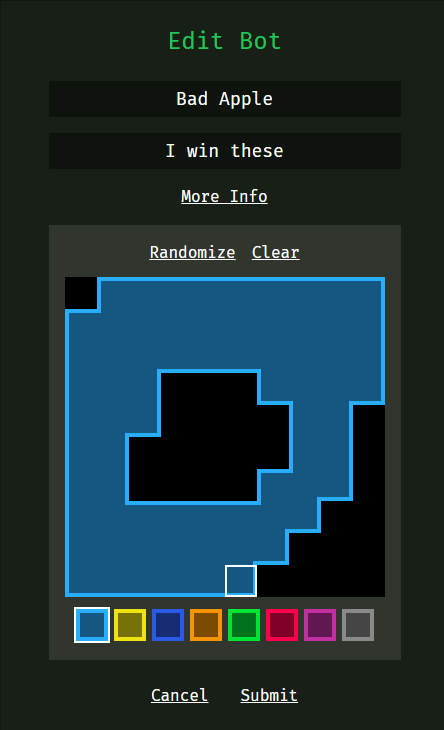 Edit Bot
Bad Apple
I win these
More Info
Randomize Clear
Cancel Submit